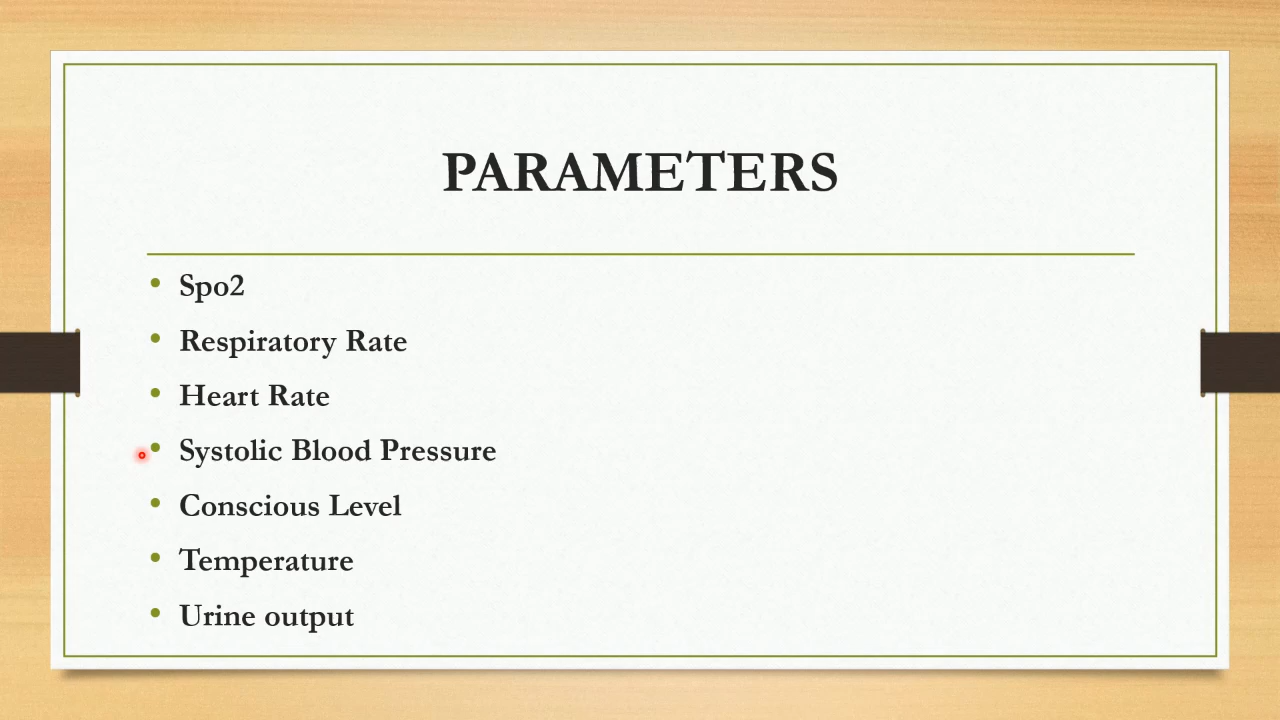 PARAMETERS
• Spo2
• Respiratory Rate
• Heart Rate
• Systolic Blood Pressure
• Conscious Level
• Temperature
• Urine output